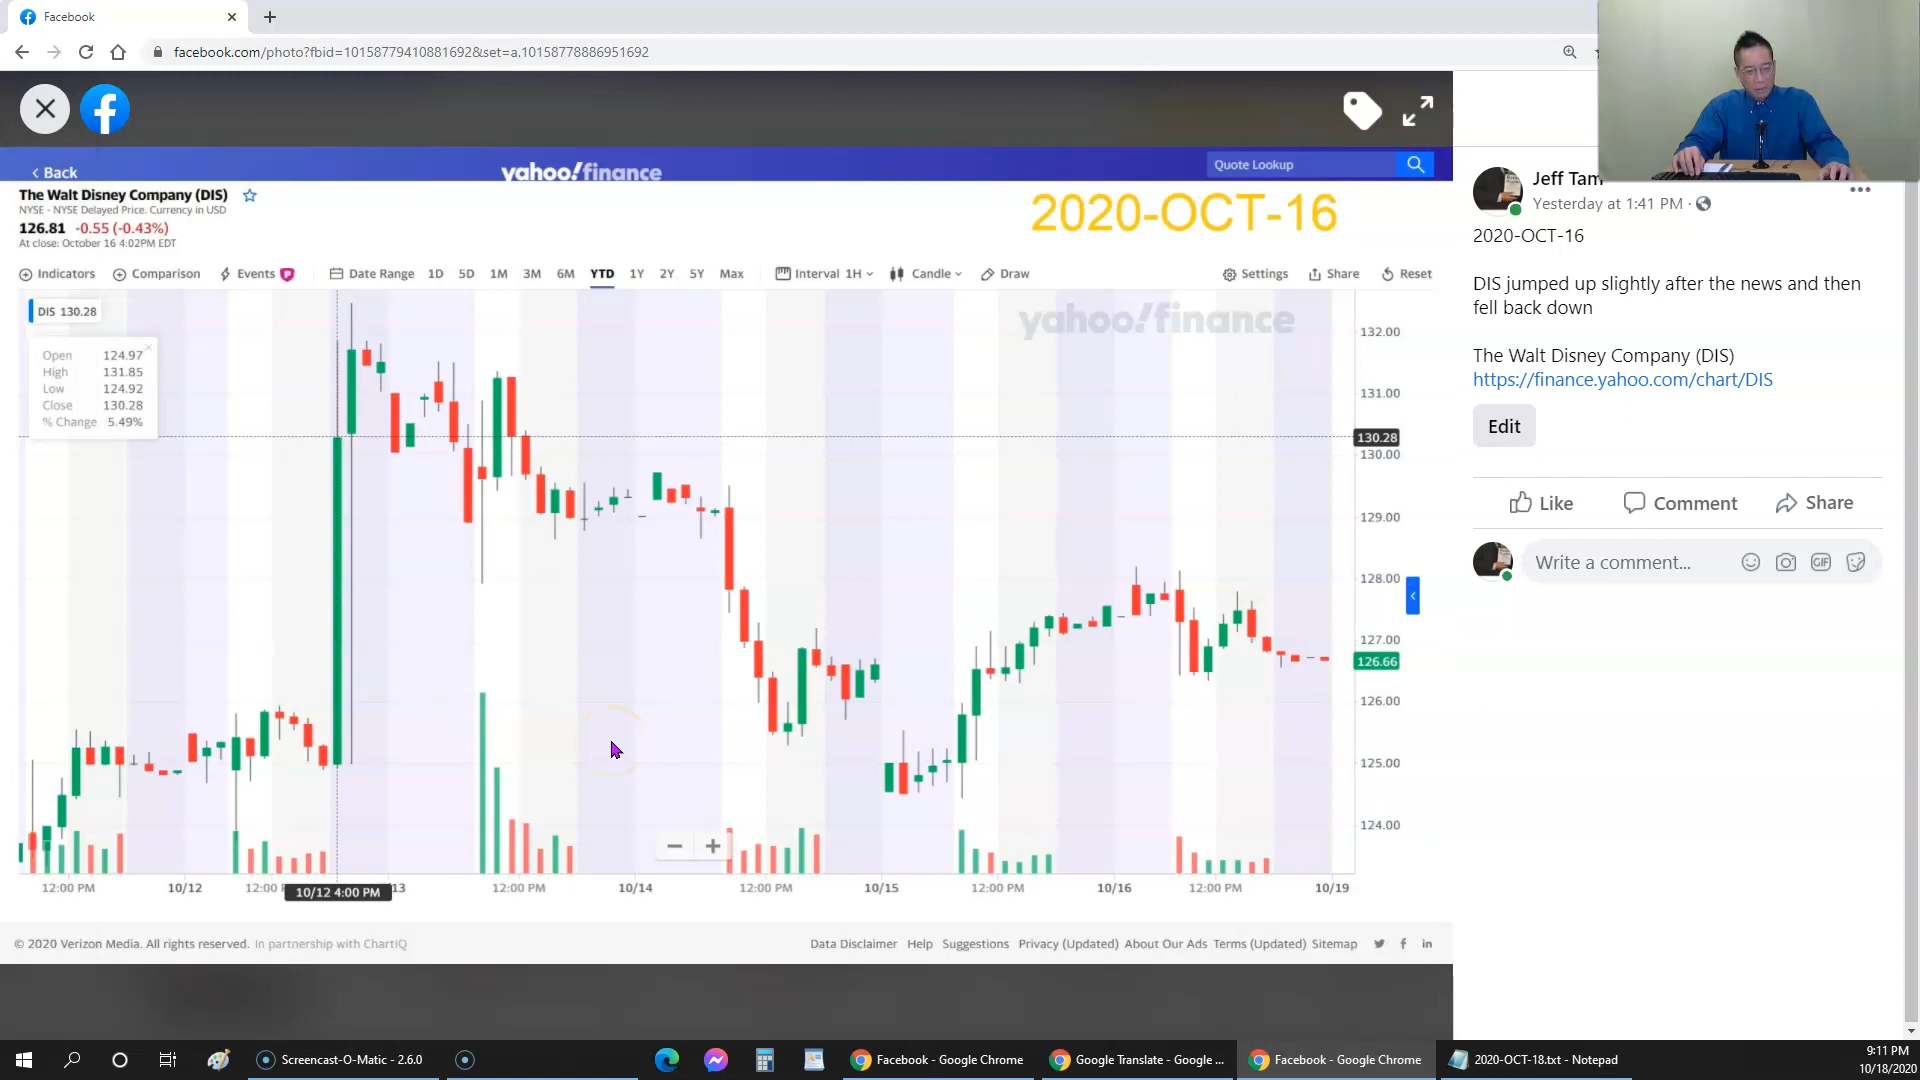 Facebook
facebook.com/photo?fbid=10158779410881692&set=a.10158778886951692
< Back
yahoo!finance
Quote Lookup
The Walt Disney Company (DIS)
NYSE - NYSE Delayed Price. Currency in USD
126.81 -0.55 (-0.43%)
At close: October 16 4:02PM EDT
2020-OCT-16
Indicators Comparison Events P Date Range 1D 5D 1M 3M 6M YTD 1Y 2Y 5Y Max Interval 1H Candle Draw Settings Share Reset
DIS 130.28
Open 124.97
High 131.85
Low 124.92
Close 130.28
% Change 5.49%
yahoo!finance
132.00
131.00
130.28
130.00
129.00
128.00
127.00
126.66
126.00
125.00
124.00
12:00 PM 10/12 12:00 10/12 4:00 PM 13 12:00 PM 10/14 12:00 PM 10/15 12:00 PM 10/16 12:00 PM 10/19
© 2020 Verizon Media. All rights reserved. In partnership with ChartIQ
Data Disclaimer Help Suggestions Privacy (Updated) About Our Ads Terms (Updated) Sitemap
Jeff Tam
Yesterday at 1:41 PM ·
2020-OCT-16
DIS jumped up slightly after the news and then
fell back down
The Walt Disney Company (DIS)
https://finance.yahoo.com/chart/DIS
Edit
Like Comment Share
Write a comment...
GIF
Screencast-O-Matic - 2.6.0
Facebook - Google Chrome
Google Translate - Google ...
Facebook - Google Chrome
2020-OCT-18.txt - Notepad
9:11 PM
10/18/2020